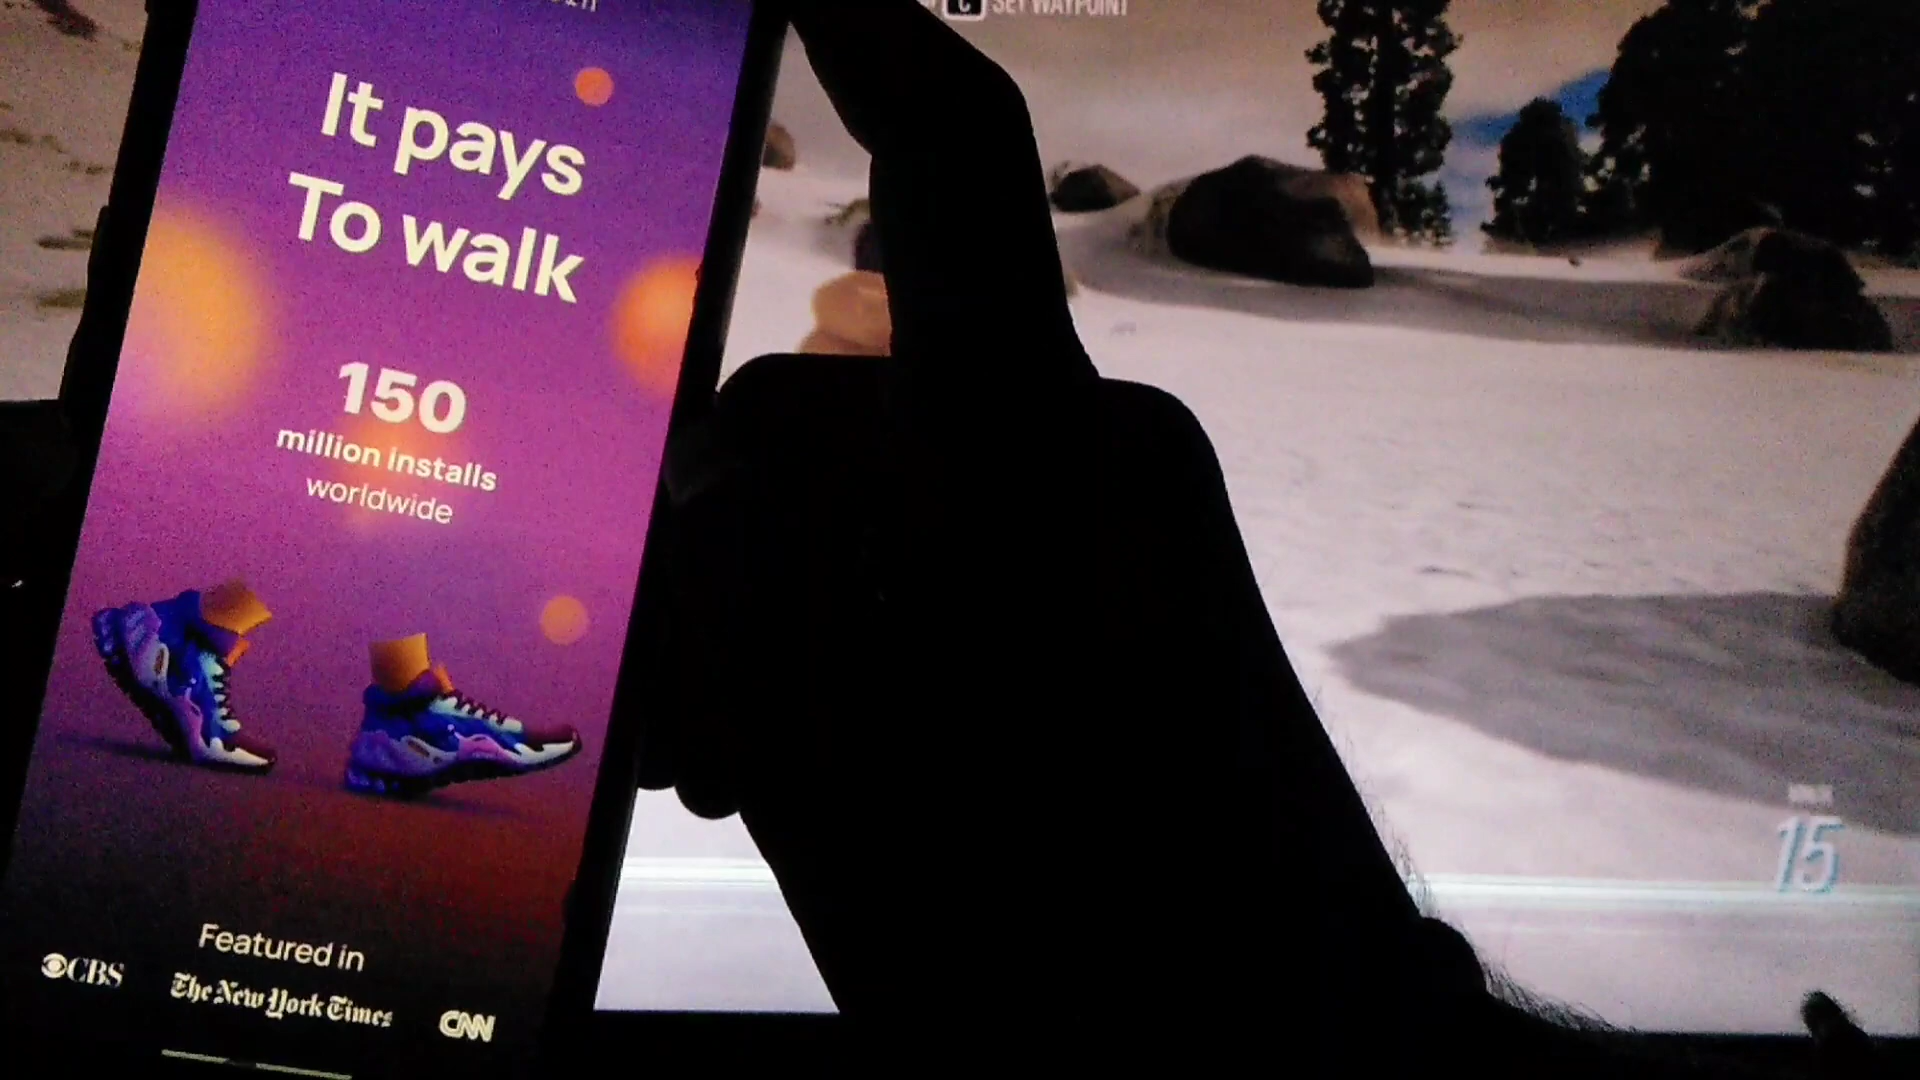 It pays
To walk
150
million installs
worldwide
Featured in
CBS
The New York Times
CNN
C SET WAYPOINT
15